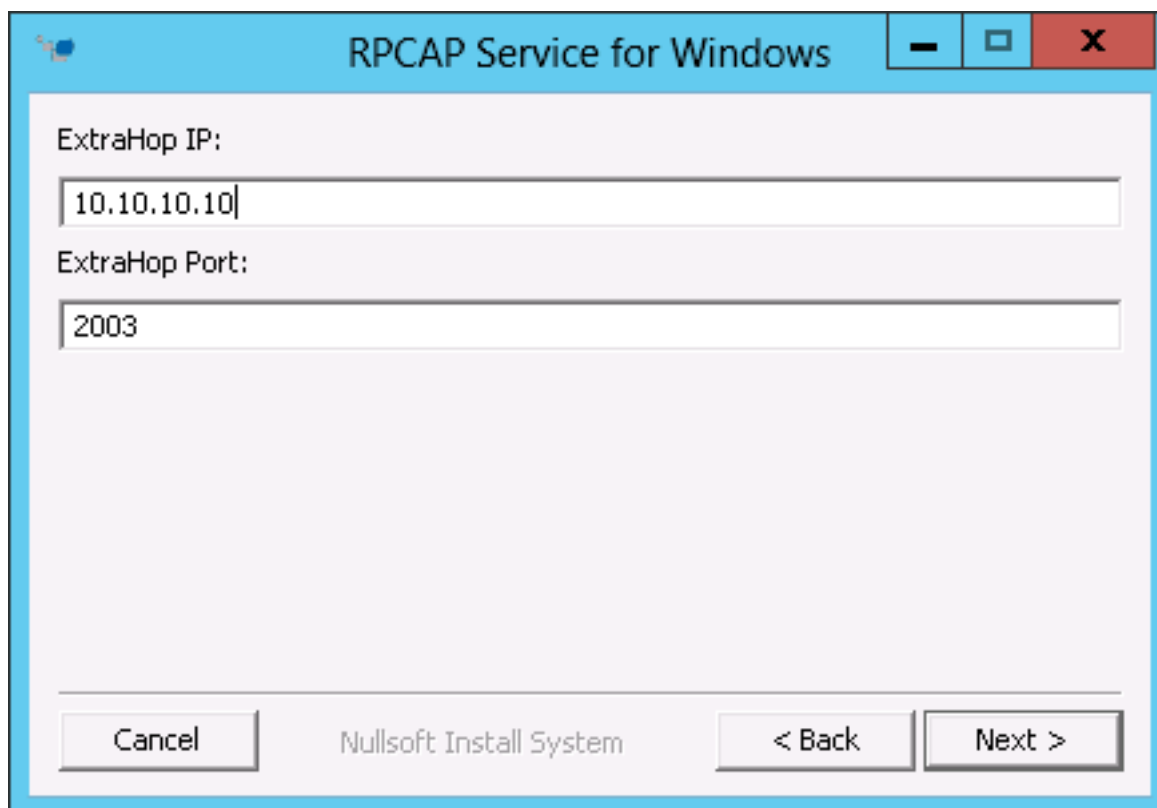 RPCAP Service for Windows
ExtraHop IP:
10.10.10.10
ExtraHop Port:
2003
Cancel Nullsoft Install System < Back Next >